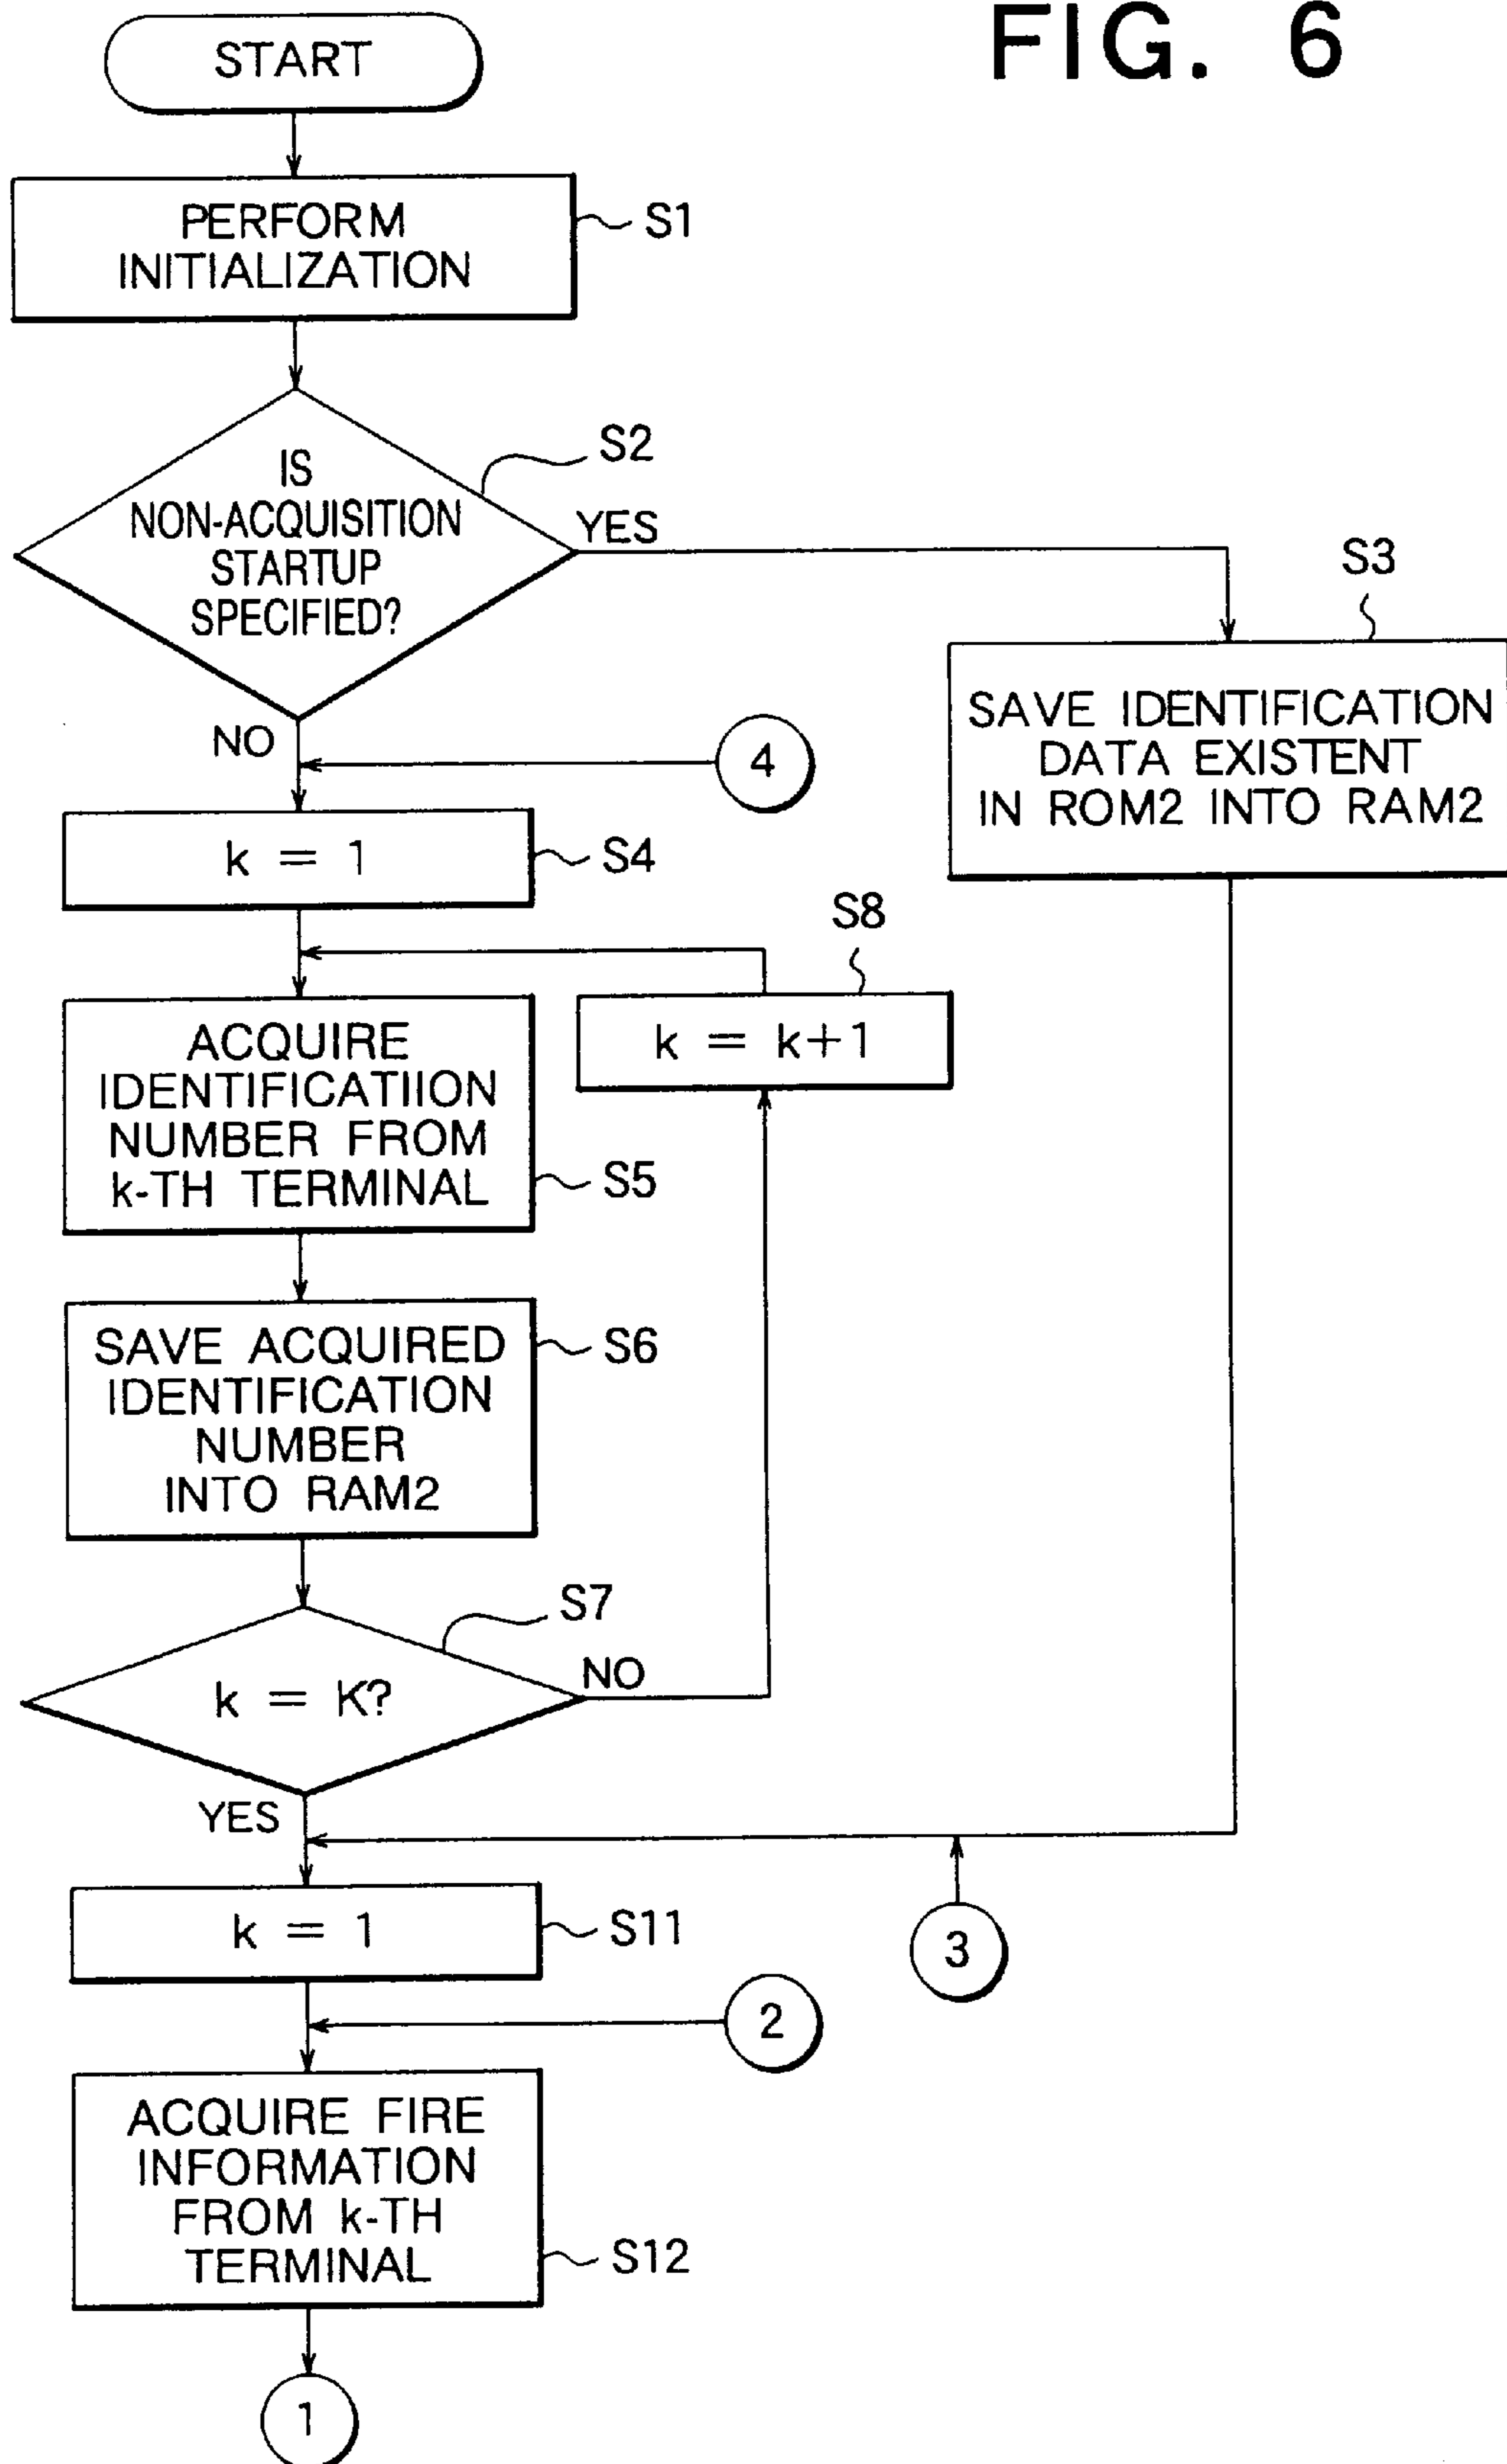 FIG. 6
START
PERFORM
INITIALIZATION
S1
IS
NON-ACQUISITION
STARTUP
SPECIFIED?
S2
YES
NO
S3
SAVE IDENTIFICATION
DATA EXISTENT
IN ROM2 INTO RAM2
4
k = 1
S4
S8
k = k+1
ACQUIRE
IDENTIFICATIION
NUMBER FROM
k-TH TERMINAL
S5
SAVE ACQUIRED
IDENTIFICATION
NUMBER
INTO RAM2
S6
S7
k = K?
NO
YES
3
k = 1
S11
2
ACQUIRE FIRE
INFORMATION
FROM k-TH
TERMINAL
S12
1